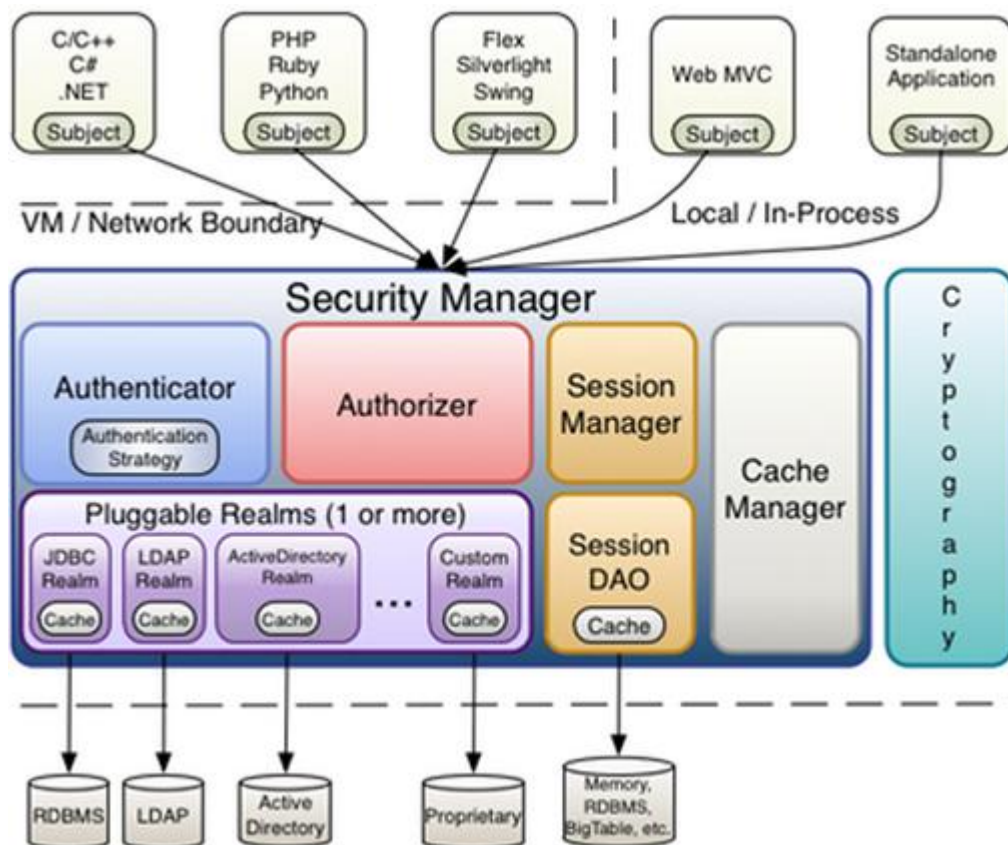 C/C++
C#
.NET
Subject
PHP
Ruby
Python
Subject
Flex
Silverlight
Swing
Subject
Web MVC
Subject
Standalone
Application
Subject
VM / Network Boundary
Local / In-Process
Security Manager
Authenticator
Authentication
Strategy
Authorizer
Session
Manager
Cache
Manager
Cryptography
Pluggable Realms (1 or more)
JDBC
Realm
Cache
LDAP
Realm
Cache
ActiveDirectory
Realm
Cache
...
Custom
Realm
Cache
Session
DAO
Cache
RDBMS
LDAP
Active
Directory
Proprietary
Memory,
RDBMS,
BigTable, etc.